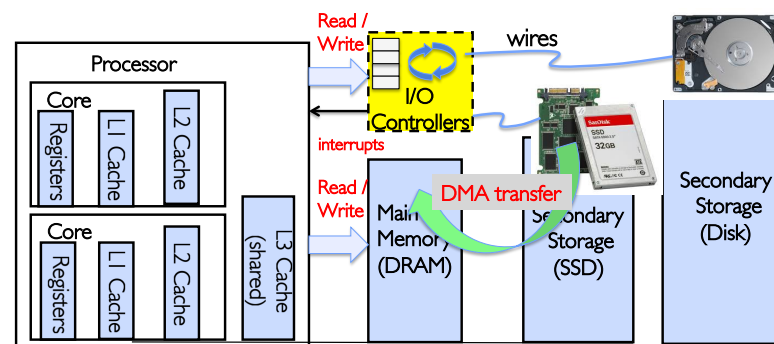 Processor
Core
Registers
L1 Cache
L2 Cache
Core
Registers
L1 Cache
L2 Cache
L3 Cache
(shared)
Read /
Write
interrupts
Read /
Write
I/O
Controllers
wires
SanDisk
SSD
32GB
DMA transfer
Main
Memory
(DRAM)
Secondary
Storage
(SSD)
Secondary
Storage
(Disk)